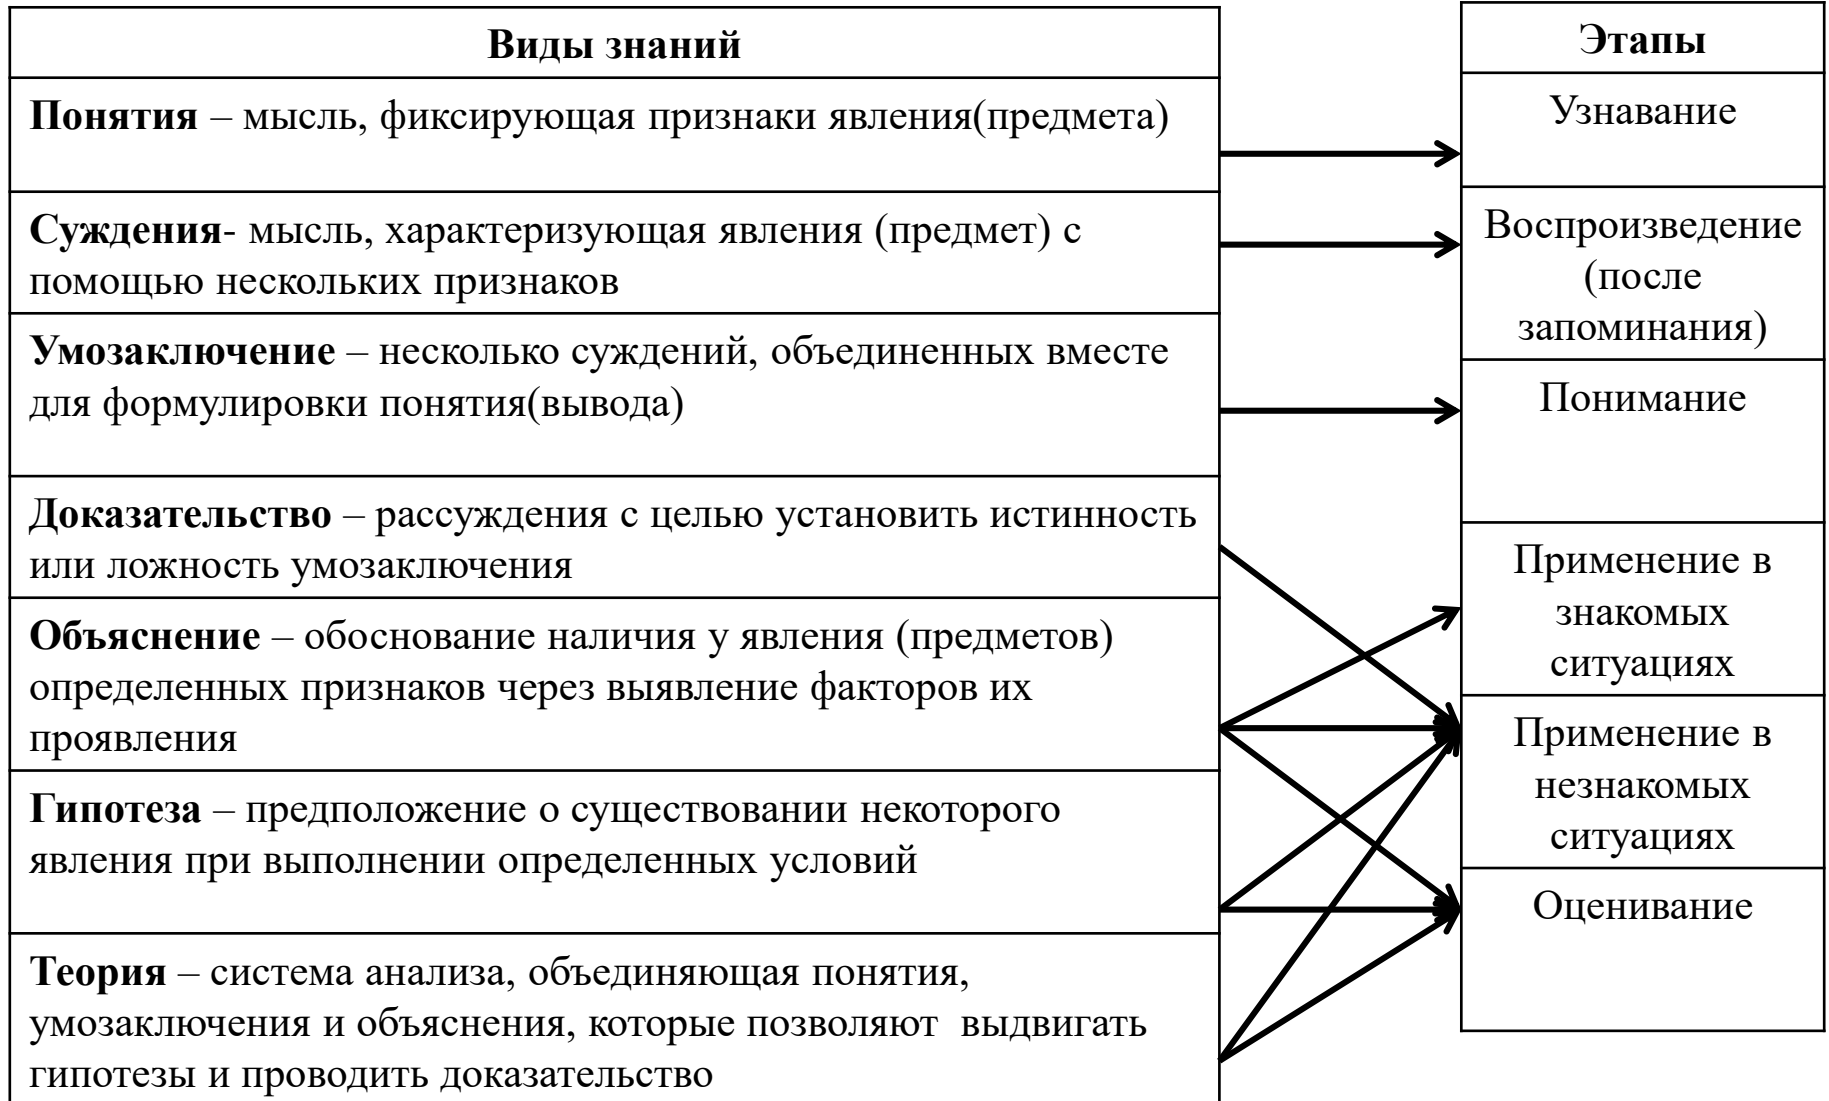 Виды знаний
Понятия – мысль, фиксирующая признаки явления(предмета)
Суждения- мысль, характеризующая явления (предмет) с
помощью нескольких признаков
Умозаключение – несколько суждений, объединенных вместе
для формулировки понятия(вывода)
Доказательство – рассуждения с целью установить истинность
или ложность умозаключения
Объяснение – обоснование наличия у явления (предметов)
определенных признаков через выявление факторов их
проявления
Гипотеза – предположение о существовании некоторого
явления при выполнении определенных условий
Теория – система анализа, объединяющая понятия,
умозаключения и объяснения, которые позволяют выдвигать
гипотезы и проводить доказательство
Этапы
Узнавание
Воспроизведение
(после
запоминания)
Понимание
Применение в
знакомых
ситуациях
Применение в
незнакомых
ситуациях
Оценивание